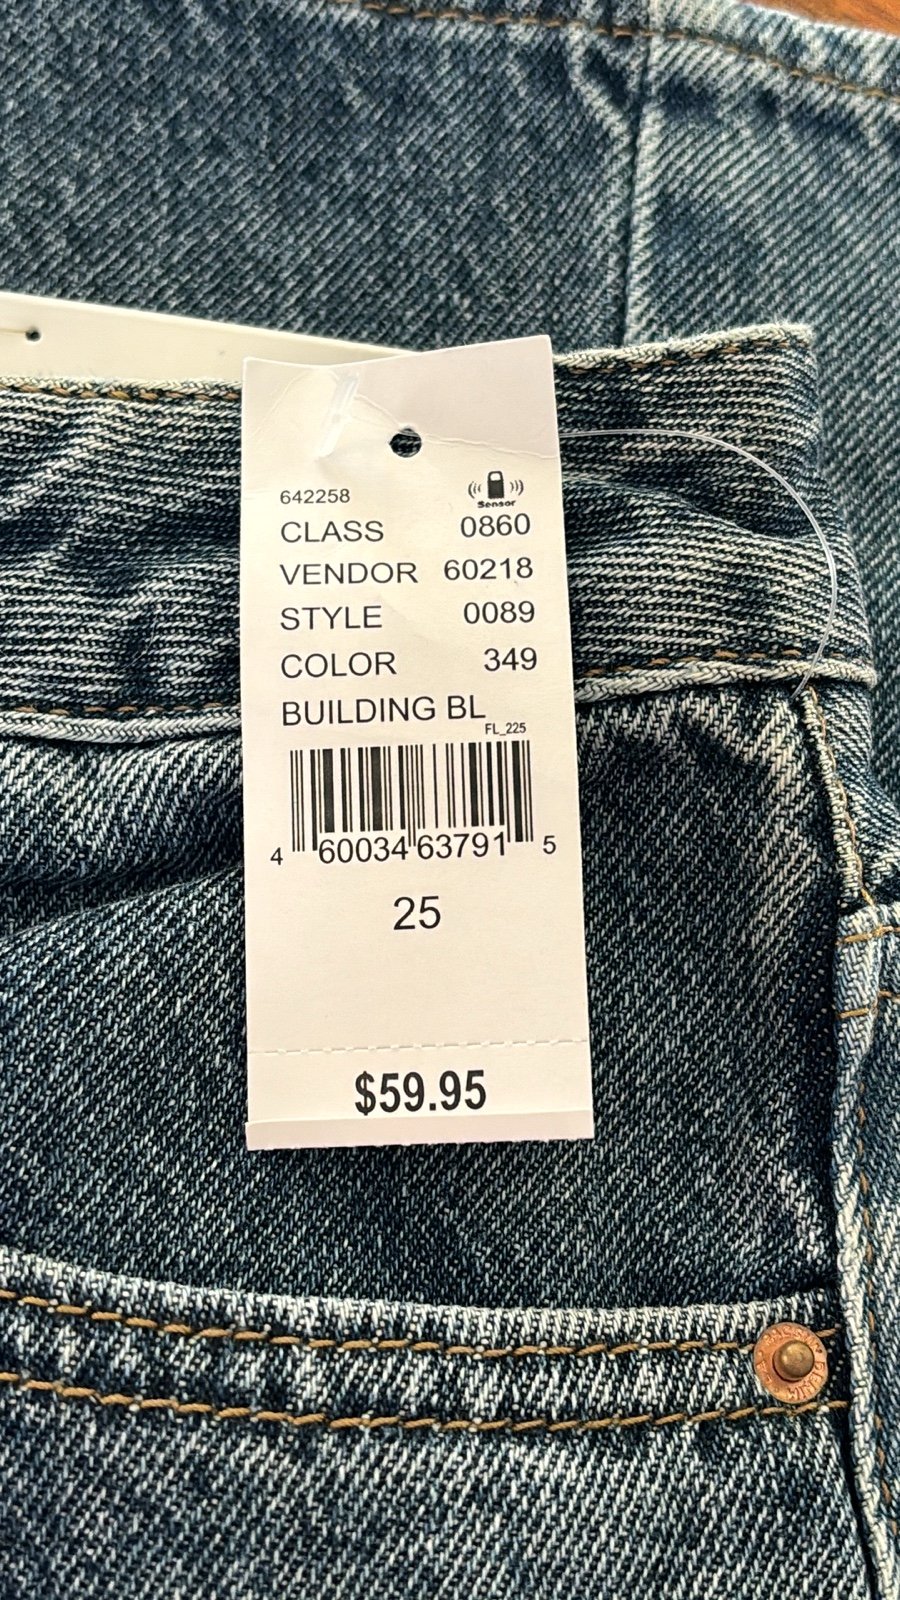 642258
Sensor
CLASS 0860
VENDOR 60218
STYLE 0089
COLOR 349
BUILDING BL
FL_225
4 60034 63791 5
25
$59.95
DENIM